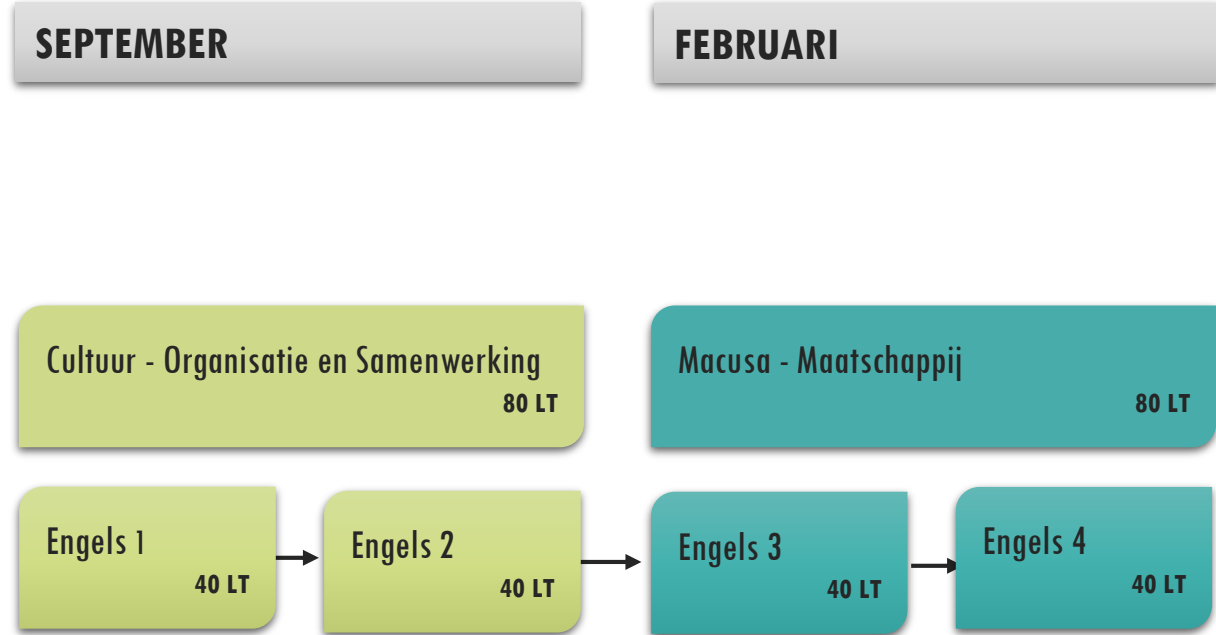 SEPTEMBER
FEBRUARI
Cultuur - Organisatie en Samenwerking
80 LT
Macusa - Maatschappij
80 LT
Engels 1
40 LT
Engels 2
40 LT
Engels 3
40 LT
Engels 4
40 LT